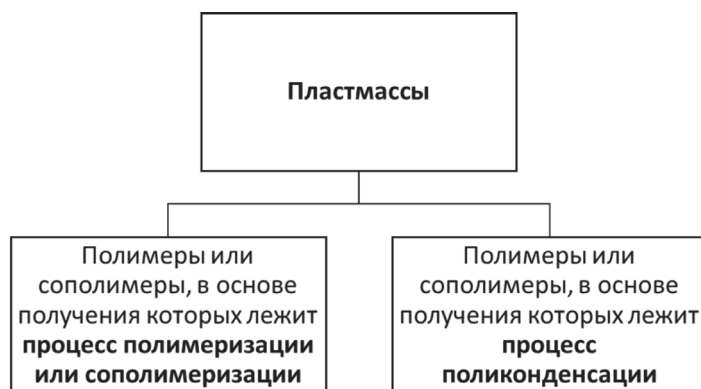 Пластмассы
Полимеры или
сополимеры, в основе
получения которых лежит
процесс полимеризации
или сополимеризации
Полимеры или
сополимеры, в основе
получения которых лежит
процесс
поликонденсации